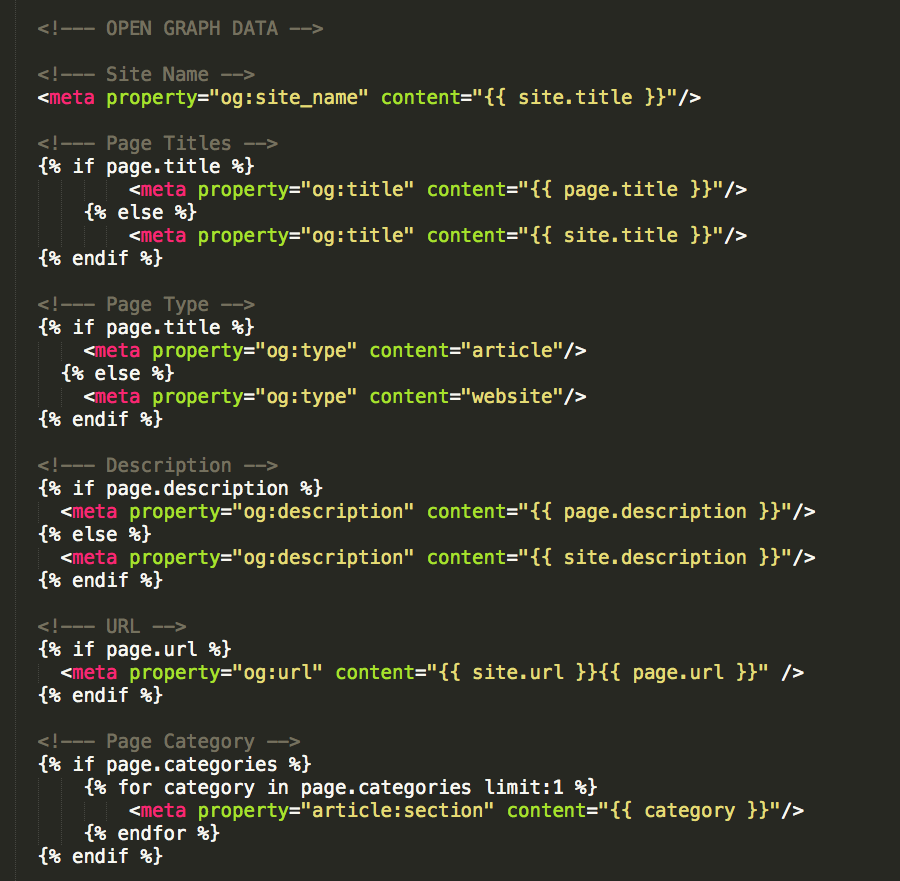 <!--- OPEN GRAPH DATA -->
<!--- Site Name -->
<meta property="og:site_name" content="{{ site.title }}"/>
<!--- Page Titles -->
{% if page.title %}
<meta property="og:title" content="{{ page.title }}"/>
{% else %}
<meta property="og:title" content="{{ site.title }}"/>
{% endif %}
<!--- Page Type -->
{% if page.title %}
<meta property="og:type" content="article"/>
{% else %}
<meta property="og:type" content="website"/>
{% endif %}
<!--- Description -->
{% if page.description %}
<meta property="og:description" content="{{ page.description }}"/>
{% else %}
<meta property="og:description" content="{{ site.description }}"/>
{% endif %}
<!--- URL -->
{% if page.url %}
<meta property="og:url" content="{{ site.url }}{{ page.url }}" />
{% endif %}
<!--- Page Category -->
{% if page.categories %}
{% for category in page.categories limit:1 %}
<meta property="article:section" content="{{ category }}"/>
{% endfor %}
{% endif %}